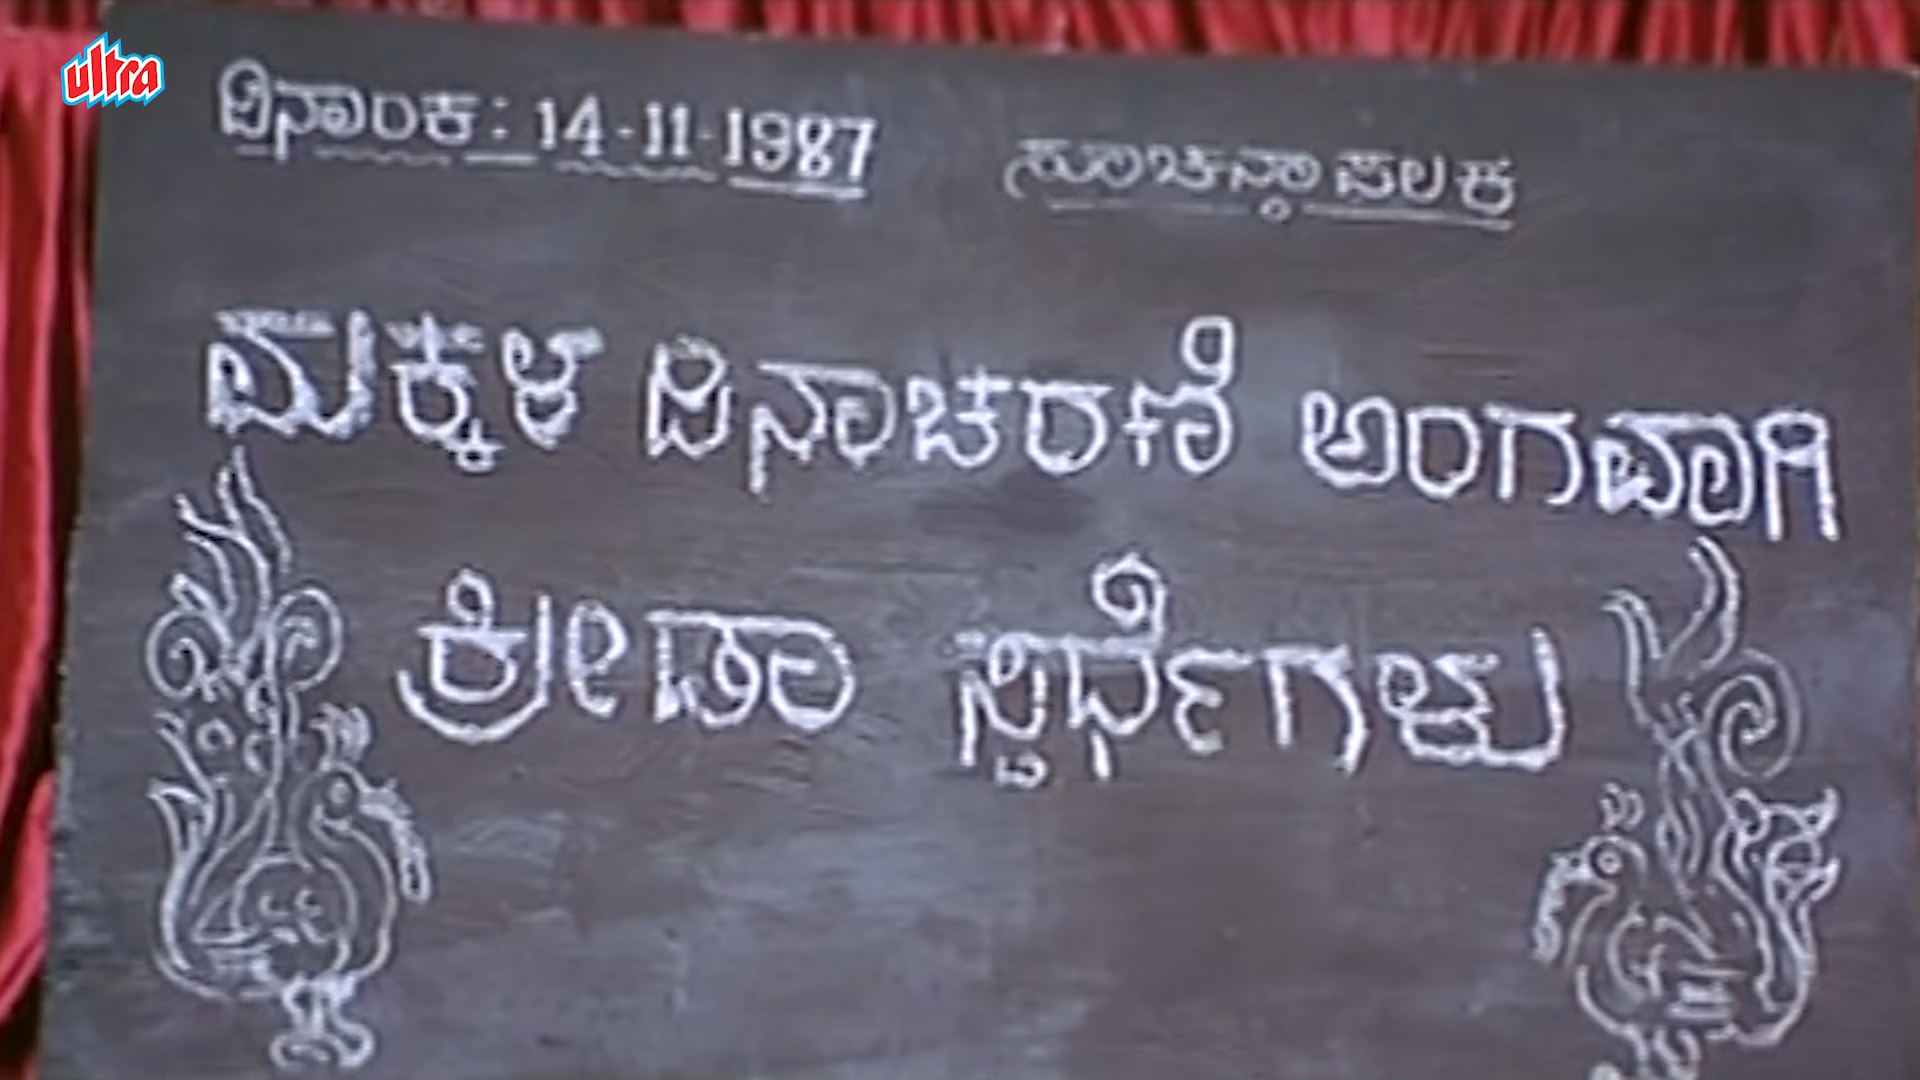 ultra
ದಿನಾಂಕ: 14-11-1987 ಸೂಚನಾ ಫಲಕ
ಮಕ್ಕಳ ದಿನಾಚರಣೆ ಅಂಗವಾಗಿ
ಕ್ರೀಡಾ ಸ್ಪರ್ಧೆಗಳು